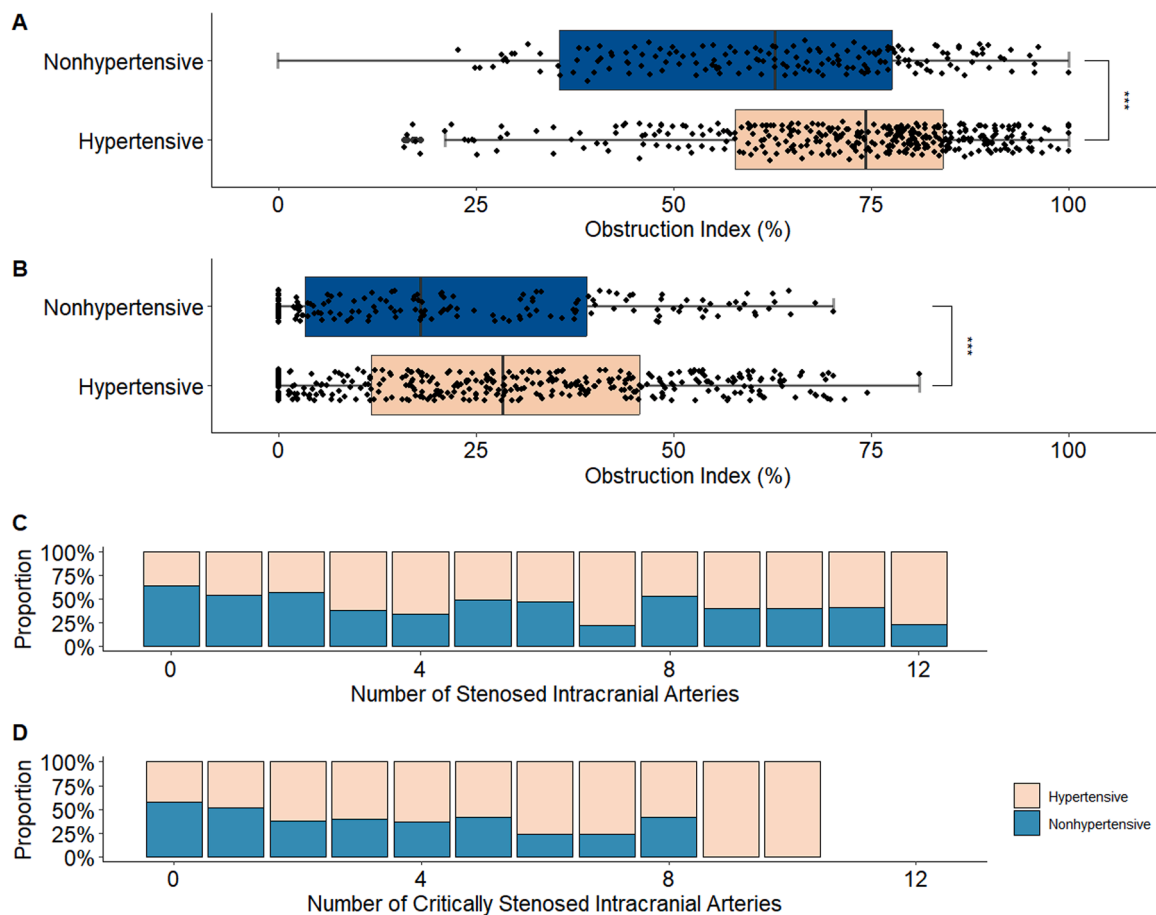 A
Nonhypertensive
Hypertensive
***
0 25 50 75 100
Obstruction Index (%)
B
Nonhypertensive
Hypertensive
***
0 25 50 75 100
Obstruction Index (%)
C
Proportion
100%
75%
50%
25%
0%
0 4 8 12
Number of Stenosed Intracranial Arteries
D
Proportion
100%
75%
50%
25%
0%
0 4 8 12
Number of Critically Stenosed Intracranial Arteries
Hypertensive
Nonhypertensive